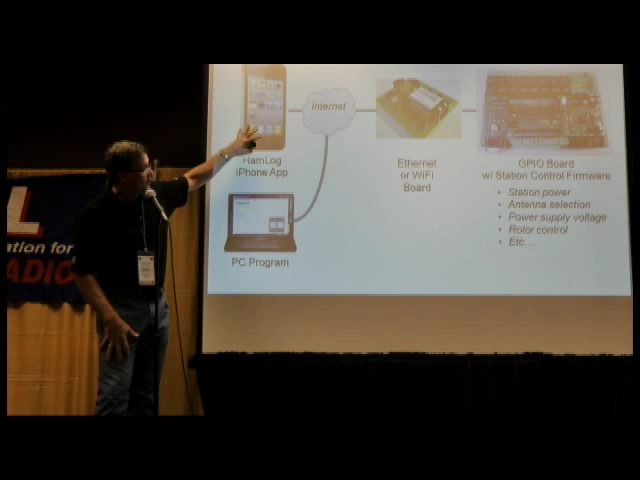 Internet
HamLog
iPhone App
Ethernet
or WiFi
Board
GPIO Board
w/ Station Control Firmware
• Station power
• Antenna selection
• Power supply voltage
• Rotor control
• Etc...
PC Program
L
ation for
ADIO